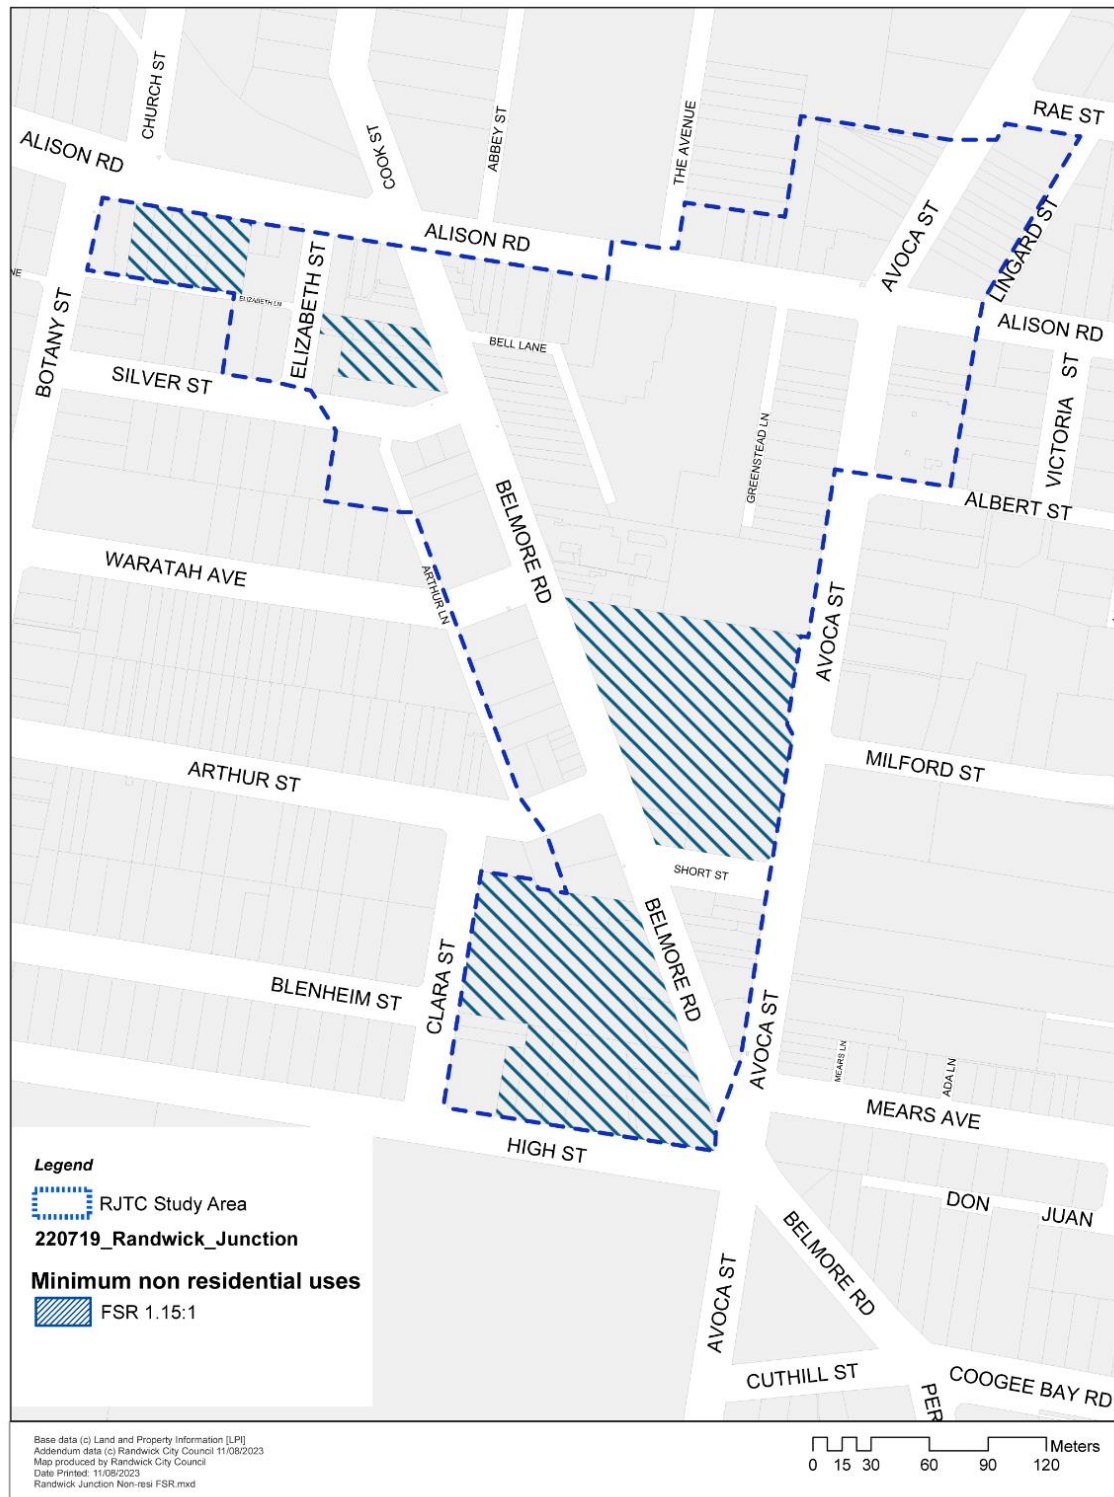 CHURCH ST
ALISON RD
COOK ST
ABBEY ST
THE AVENUE
RAE ST
AVOCA ST
LINGARD ST
ALISON RD
ALISON RD
NE
BOTANY ST
ELIZABETH LN
ELIZABETH ST
SILVER ST
BELL LANE
GREENSTEAD LN
VICTORIA ST
ALBERT ST
BELMORE RD
WARATAH AVE
ARTHUR LN
AVOCA ST
ARTHUR ST
MILFORD ST
SHORT ST
BELMORE RD
CLARA ST
BLENHEIM ST
AVOCA ST
MEARS LN
ADA LN
MEARS AVE
HIGH ST
DON JUAN
BELMORE RD
AVOCA ST
CUTHILL ST
PER
COOGEE BAY RD
Legend
RJTC Study Area
220719_Randwick_Junction
Minimum non residential uses
FSR 1.15:1
Base data (c) Land and Property Information [LPI]
Addendum data (c) Randwick City Council 11/08/2023
Map produced by Randwick City Council
Date Printed: 11/08/2023
Randwick Junction Non-resi FSR.mxd
Meters
0 15 30 60 90 120